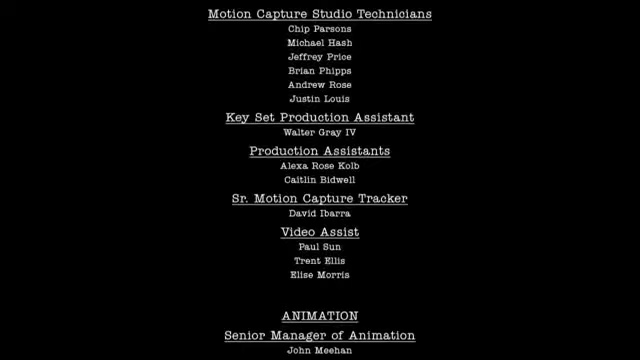 Motion Capture Studio Technicians
Chip Parsons
Michael Hash
Jeffrey Price
Brian Phipps
Andrew Rose
Justin Louis
Key Set Production Assistant
Walter Gray IV
Production Assistants
Alexa Rose Kolb
Caitlin Bidwell
Sr. Motion Capture Tracker
David Ibarra
Video Assist
Paul Sun
Trent Ellis
Elise Morris
ANIMATION
Senior Manager of Animation
John Meehan